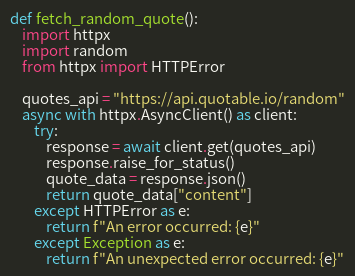 def fetch_random_quote():
    import httpx
    import random
    from httpx import HTTPError

    quotes_api = "https://api.quotable.io/random"
    async with httpx.AsyncClient() as client:
        try:
            response = await client.get(quotes_api)
            response.raise_for_status()
            quote_data = response.json()
            return quote_data["content"]
        except HTTPError as e:
            return f"An error occurred: {e}"
        except Exception as e:
            return f"An unexpected error occurred: {e}"